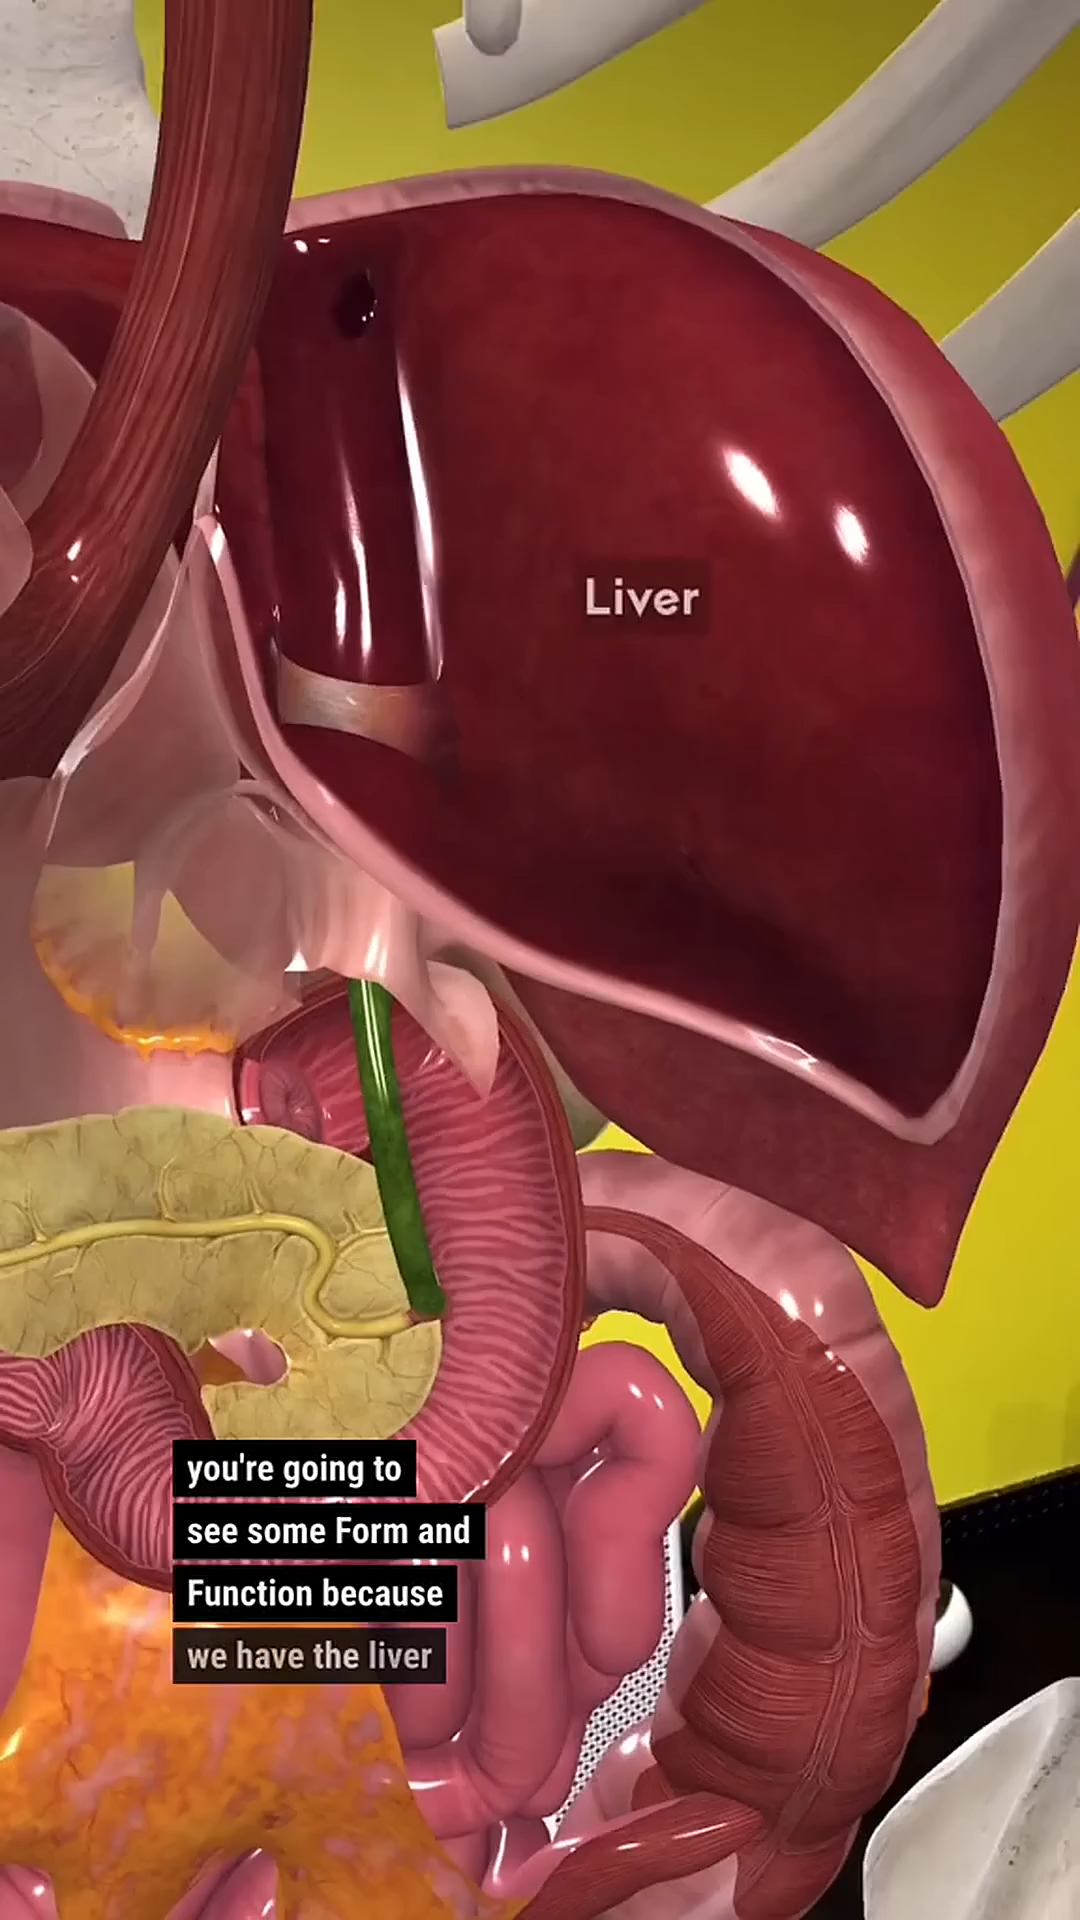 Liver
you're going to
see some Form and
Function because
we have the liver